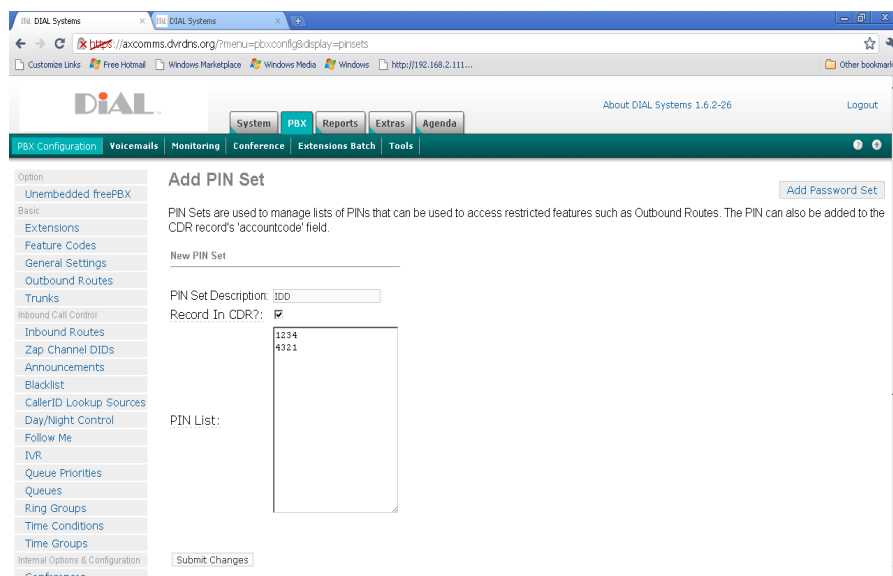 DIAL Systems
DIAL Systems
https://axcomms.dvrdns.org/?menu=pbxconfig&display=pinsets
Customize Links Free Hotmail Windows Marketplace Windows Media Windows http://192.168.2.111... Other bookmark
DiAL
About DIAL Systems 1.6.2-26 Logout
System PBX Reports Extras Agenda
PBX Configuration Voicemails Monitoring Conference Extensions Batch Tools
Option
Unembedded freePBX
Basic
Extensions
Feature Codes
General Settings
Outbound Routes
Trunks
Inbound Call Control
Inbound Routes
Zap Channel DIDs
Announcements
Blacklist
CallerID Lookup Sources
Day/Night Control
Follow Me
IVR
Queue Priorities
Queues
Ring Groups
Time Conditions
Time Groups
Internal Options & Configuration
Conferences
Add PIN Set
Add Password Set
PIN Sets are used to manage lists of PINs that can be used to access restricted features such as Outbound Routes. The PIN can also be added to the
CDR record's 'accountcode' field.
New PIN Set
PIN Set Description: IDD
Record In CDR?:
PIN List:
1234
4321
Submit Changes